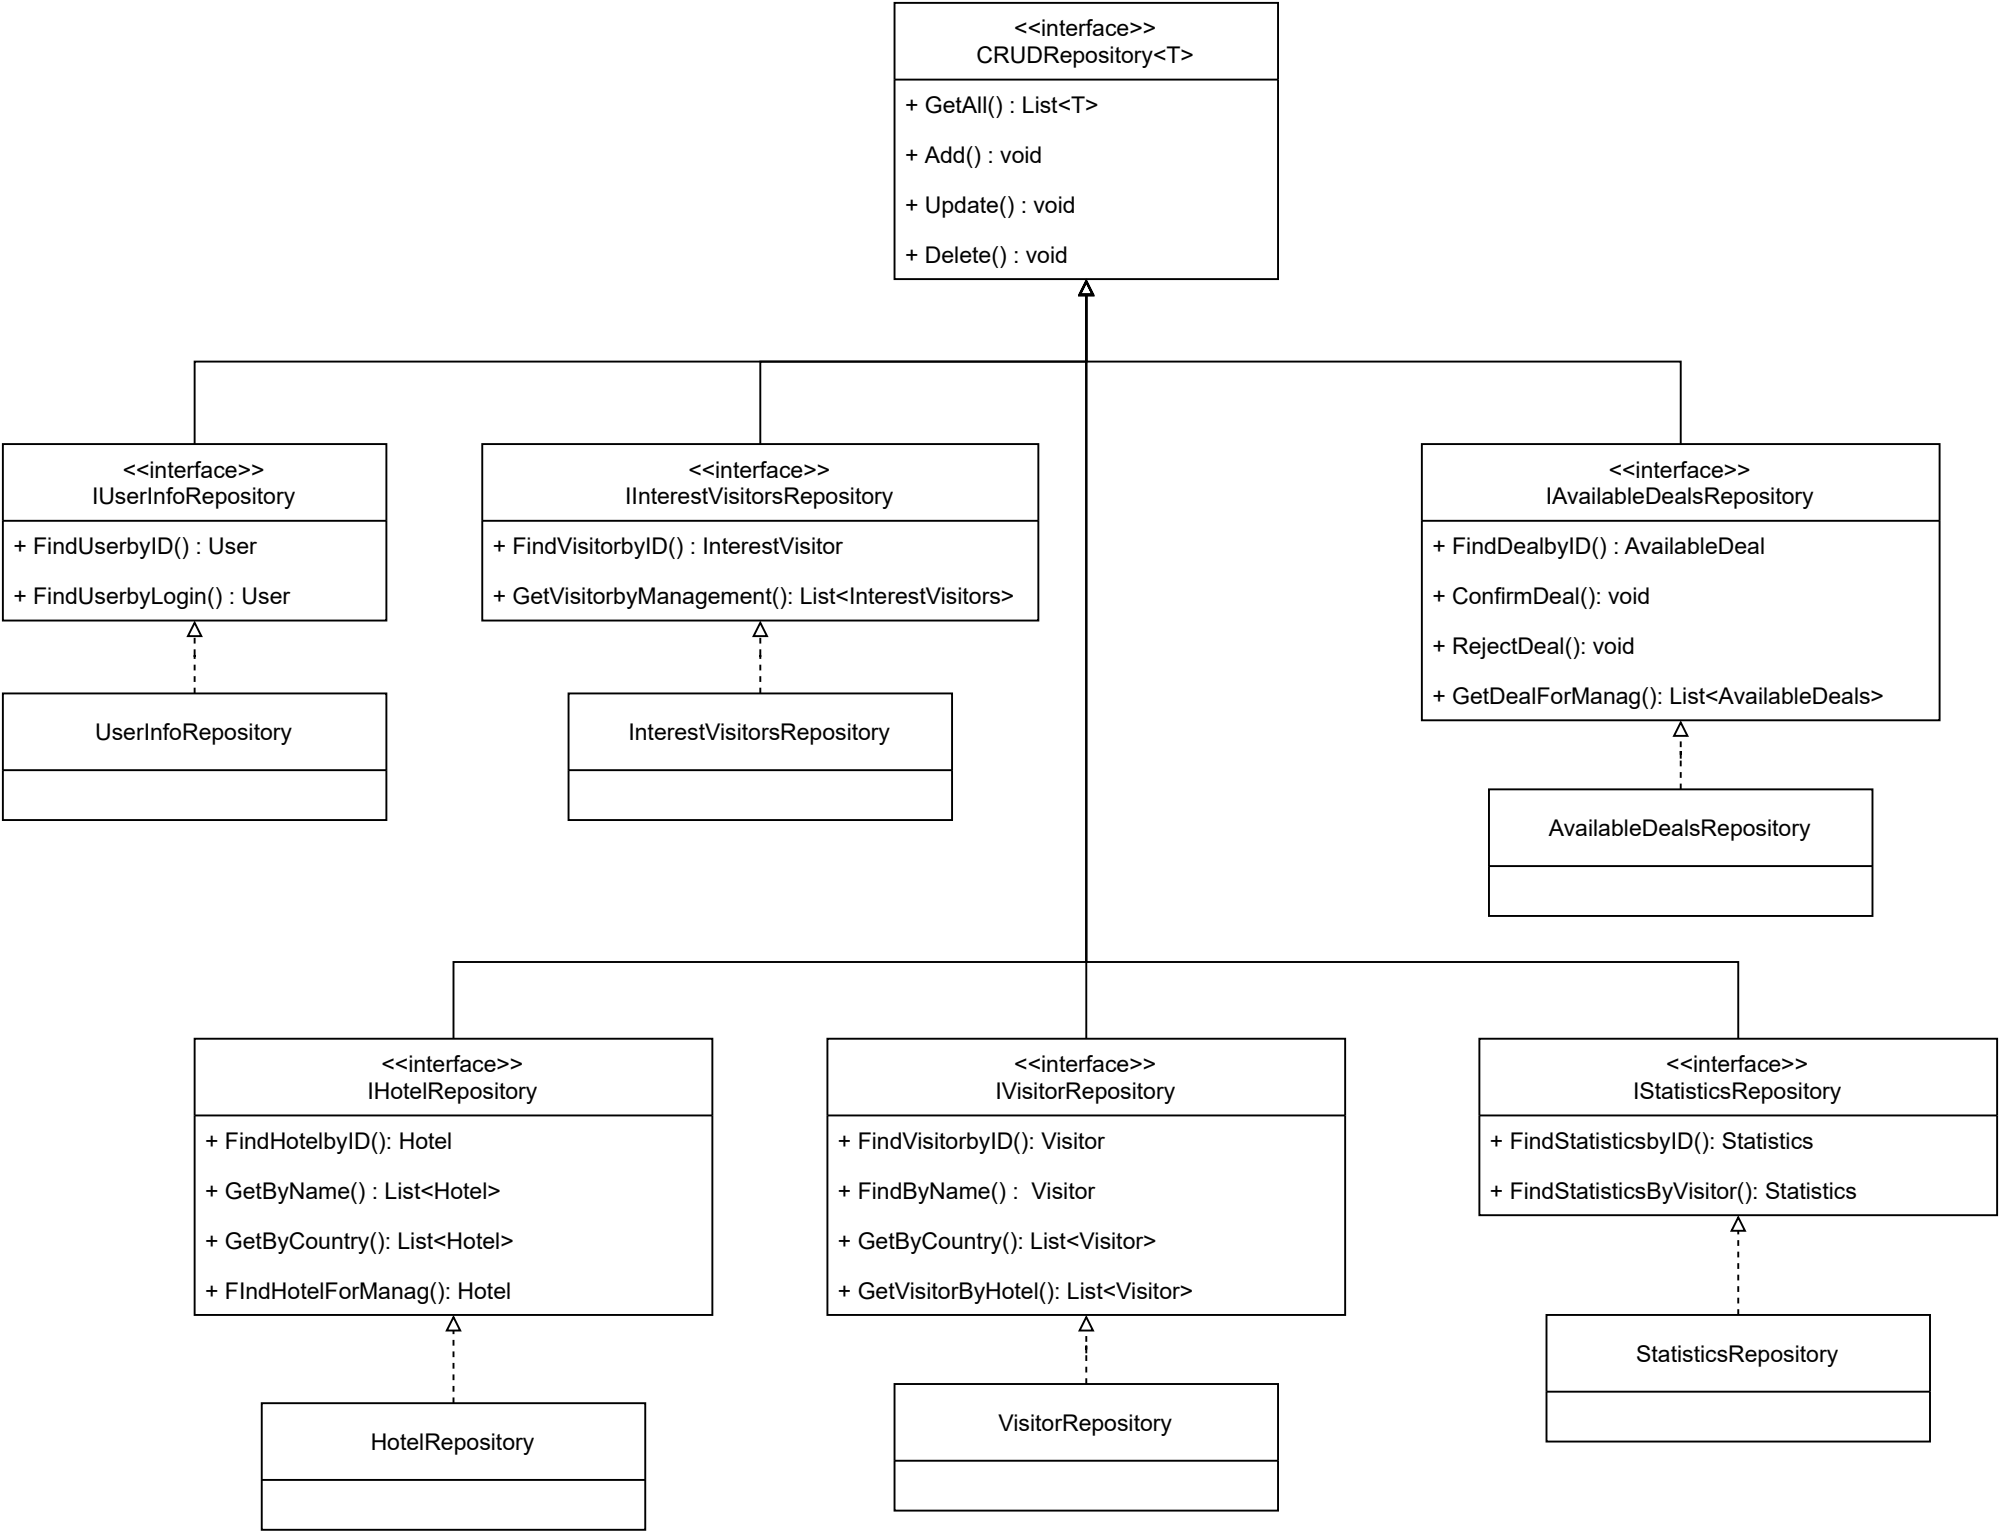 <<interface>>
CRUDRepository<T>
+ GetAll() : List<T>
+ Add() : void
+ Update() : void
+ Delete() : void
<<interface>>
IUserInfoRepository
+ FindUserbyID() : User
+ FindUserbyLogin() : User
<<interface>>
IInterestVisitorsRepository
+ FindVisitorbyID() : InterestVisitor
+ GetVisitorbyManagement(): List<InterestVisitors>
<<interface>>
IAvailableDealsRepository
+ FindDealbyID() : AvailableDeal
+ ConfirmDeal(): void
+ RejectDeal(): void
+ GetDealForManag(): List<AvailableDeals>
UserInfoRepository
InterestVisitorsRepository
AvailableDealsRepository
<<interface>>
IHotelRepository
+ FindHotelbyID(): Hotel
+ GetByName() : List<Hotel>
+ GetByCountry(): List<Hotel>
+ FIndHotelForManag(): Hotel
<<interface>>
IVisitorRepository
+ FindVisitorbyID(): Visitor
+ FindByName() :  Visitor
+ GetByCountry(): List<Visitor>
+ GetVisitorByHotel(): List<Visitor>
<<interface>>
IStatisticsRepository
+ FindStatisticsbyID(): Statistics
+ FindStatisticsByVisitor(): Statistics
HotelRepository
VisitorRepository
StatisticsRepository